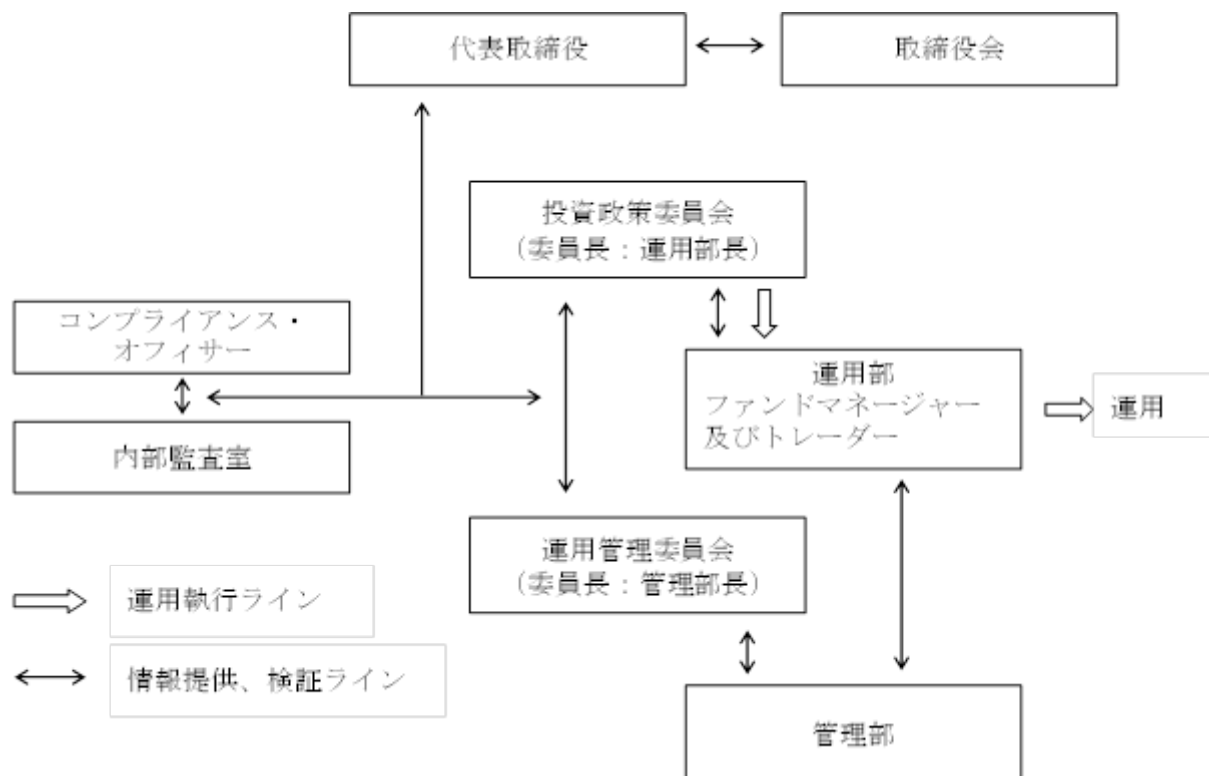 代表取締役
取締役会
投資政策委員会
（委員長：運用部長）
コンプライアンス・
オフィサー
運用部
ファンドマネージャー
及びトレーダー
運用
内部監査室
運用管理委員会
（委員長：管理部長）
運用執行ライン
情報提供、検証ライン
管理部